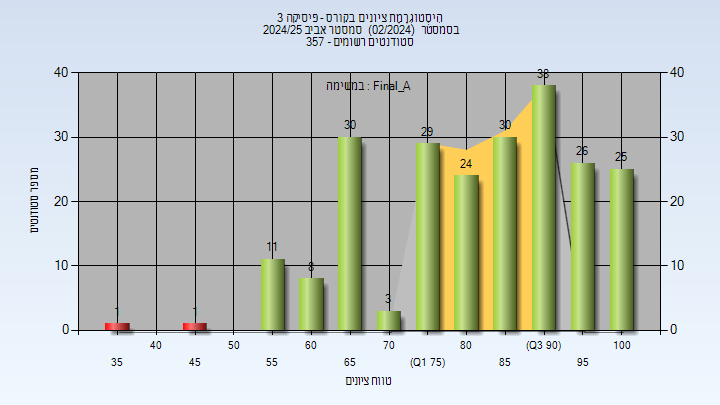 היסטוגרמת ציונים בקורס - פיסיקה 3
בסמסטר (02/2024) סמסטר אביב 2024/25
סטודנטים רשומים - 357
במשימה : Final_A
מספר סטודנטים
40 40
30 30
20 20
10 10
0 0
1 1 11 8 30 3 29 24 30 38 26 25
40 50 60 70 80 (Q3 90) 100
35 45 55 65 (Q1 75) 85 95
טווח ציונים